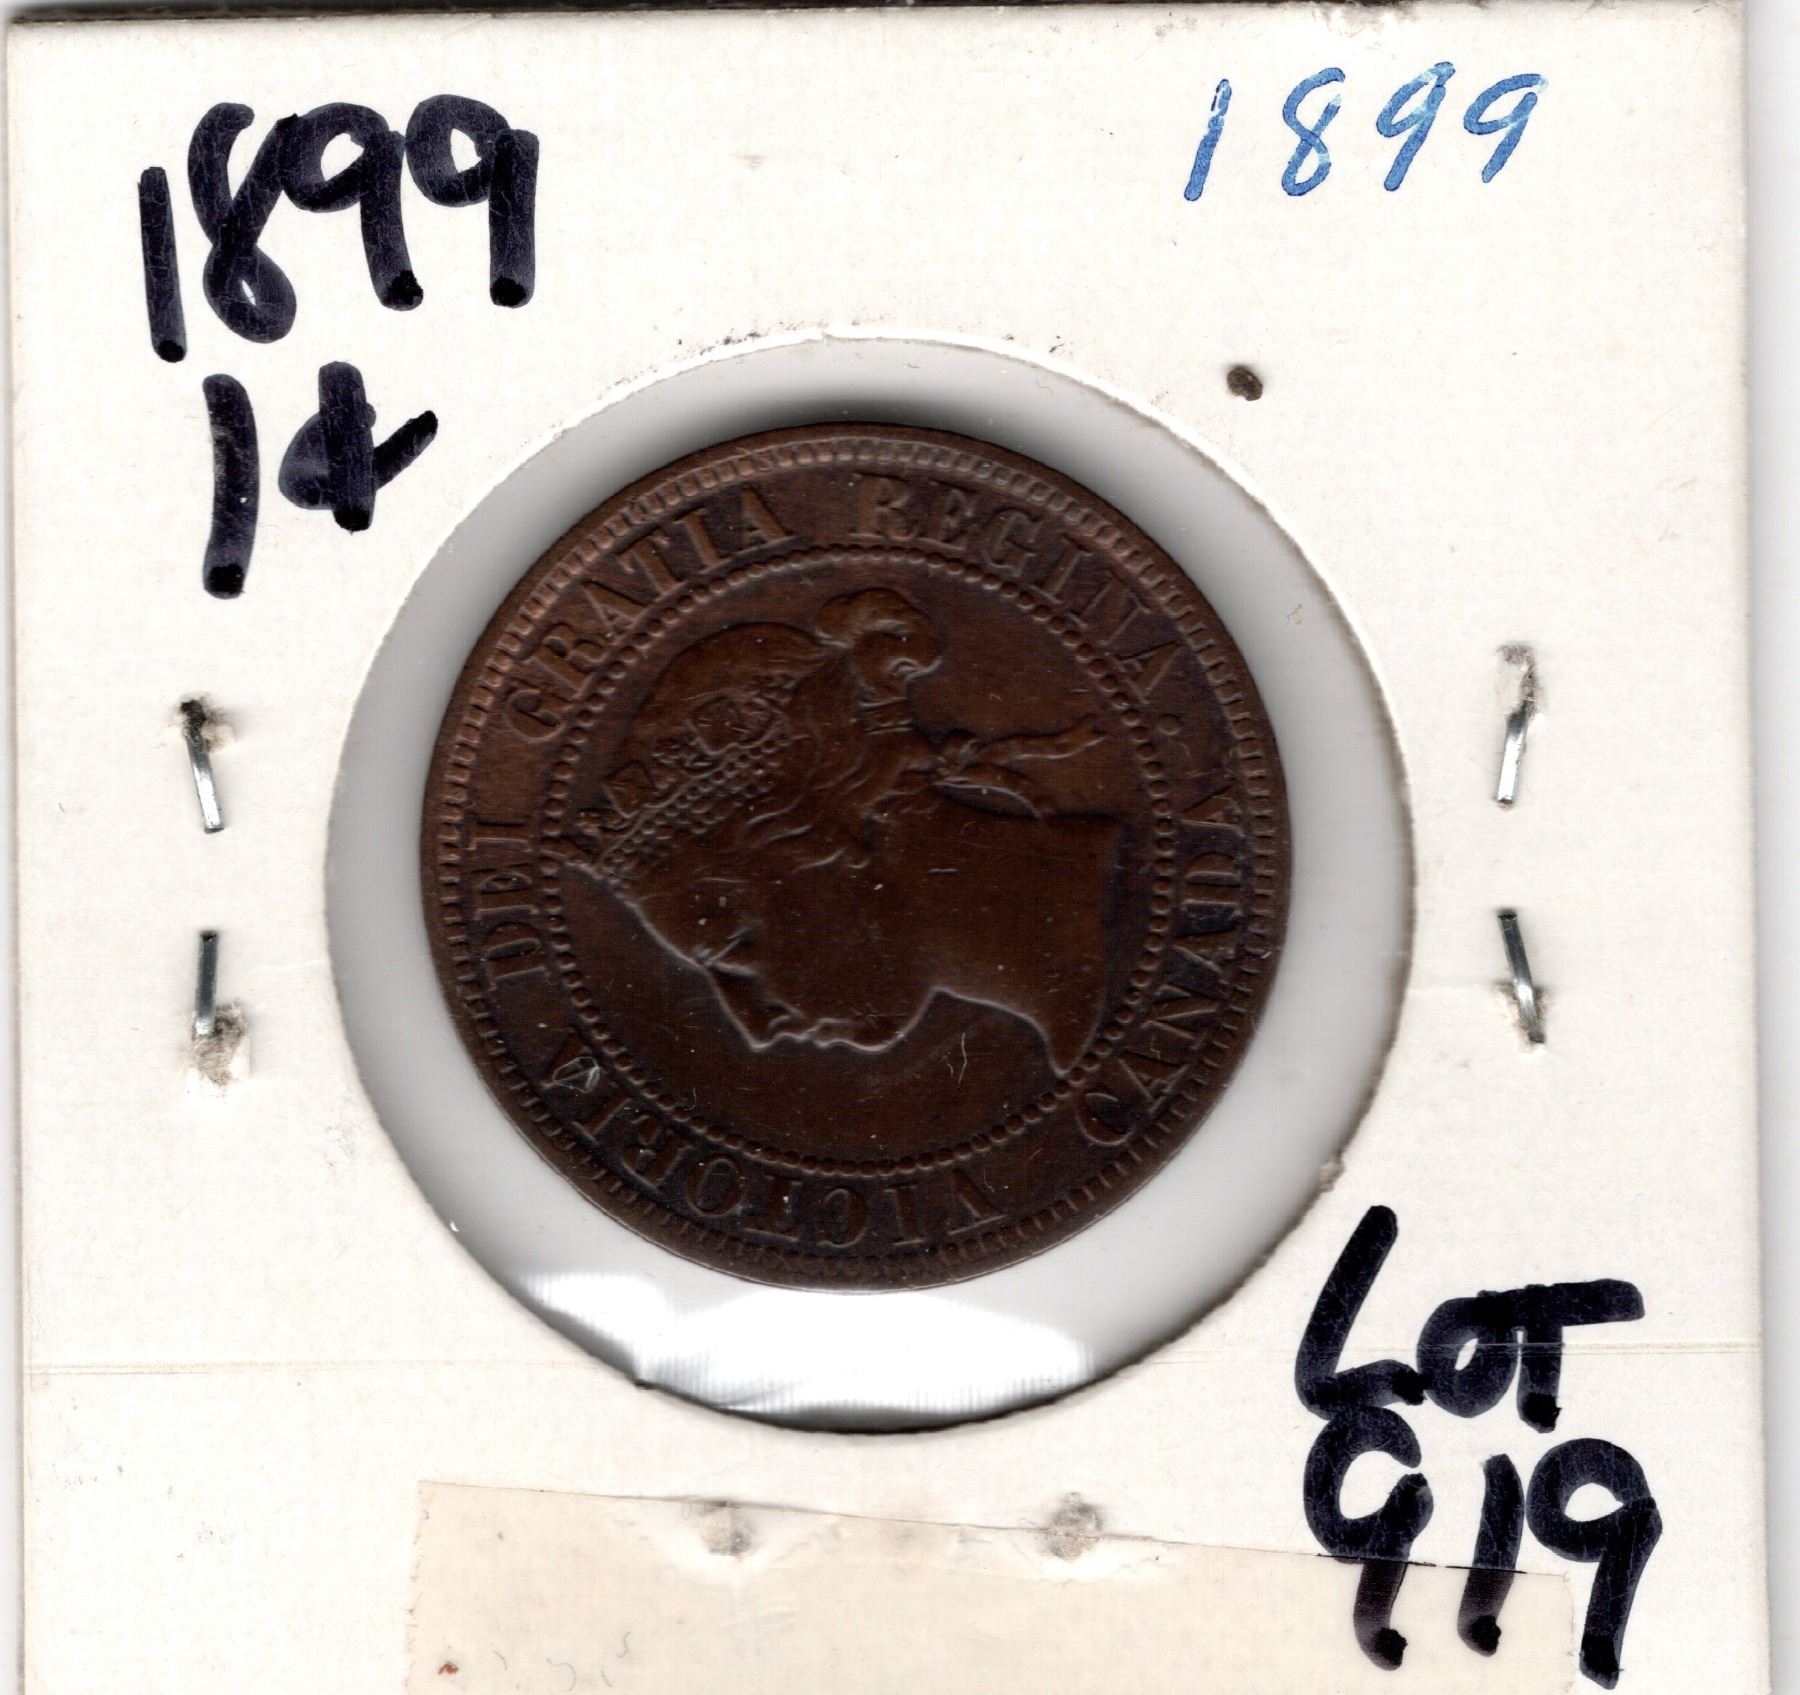 1899
1899
1¢
VICTORIA DEI GRATIA REGINA. CANADA
LOT
919